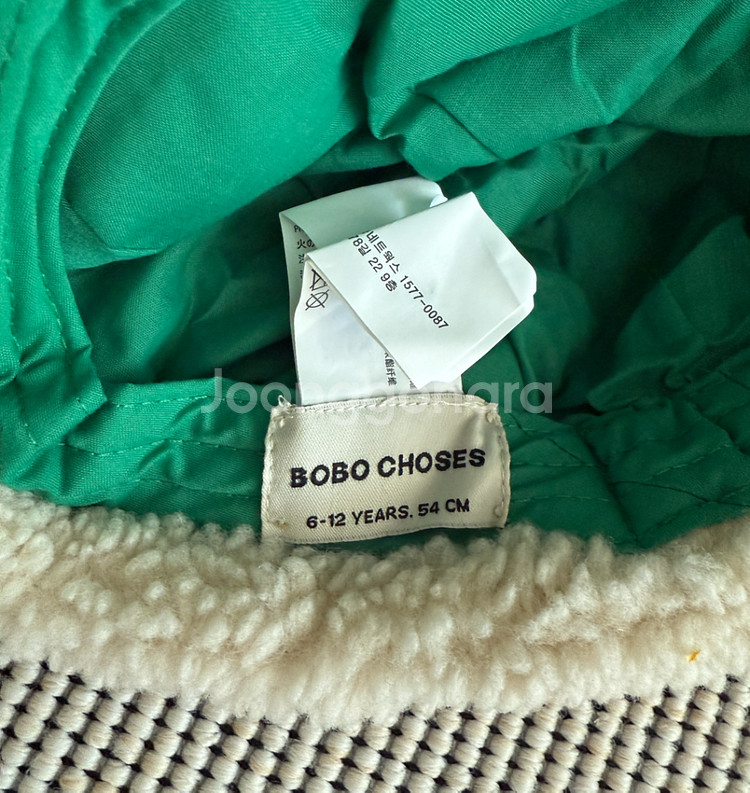 네트웍스 1577-0087
78길 22 9층
Joonggonara
BOBO CHOSES
6-12 YEARS. 54 CM